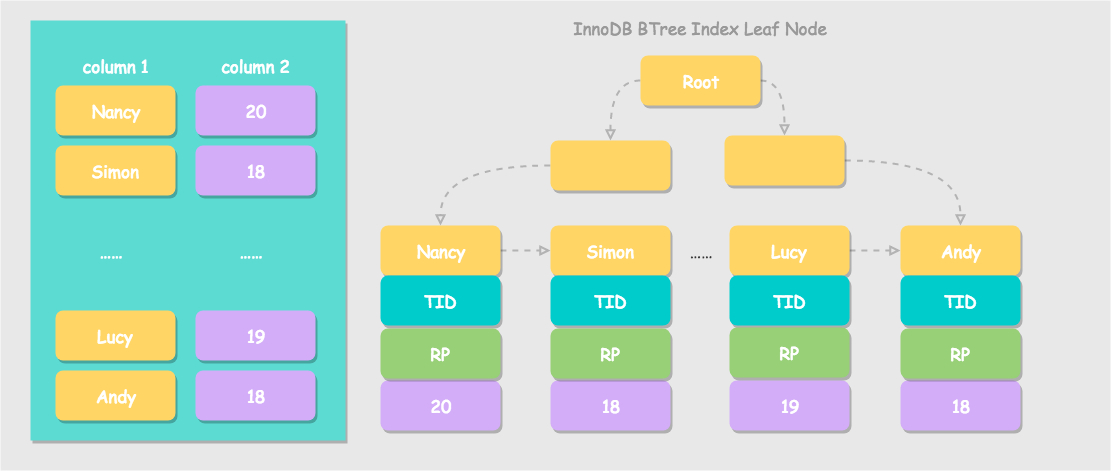 InnoDB BTree Index Leaf Node
column 1 column 2
Nancy 20
Simon 18
...... ......
Lucy 19
Andy 18
Root
Nancy Simon ...... Lucy Andy
TID TID TID TID
RP RP RP RP
20 18 19 18